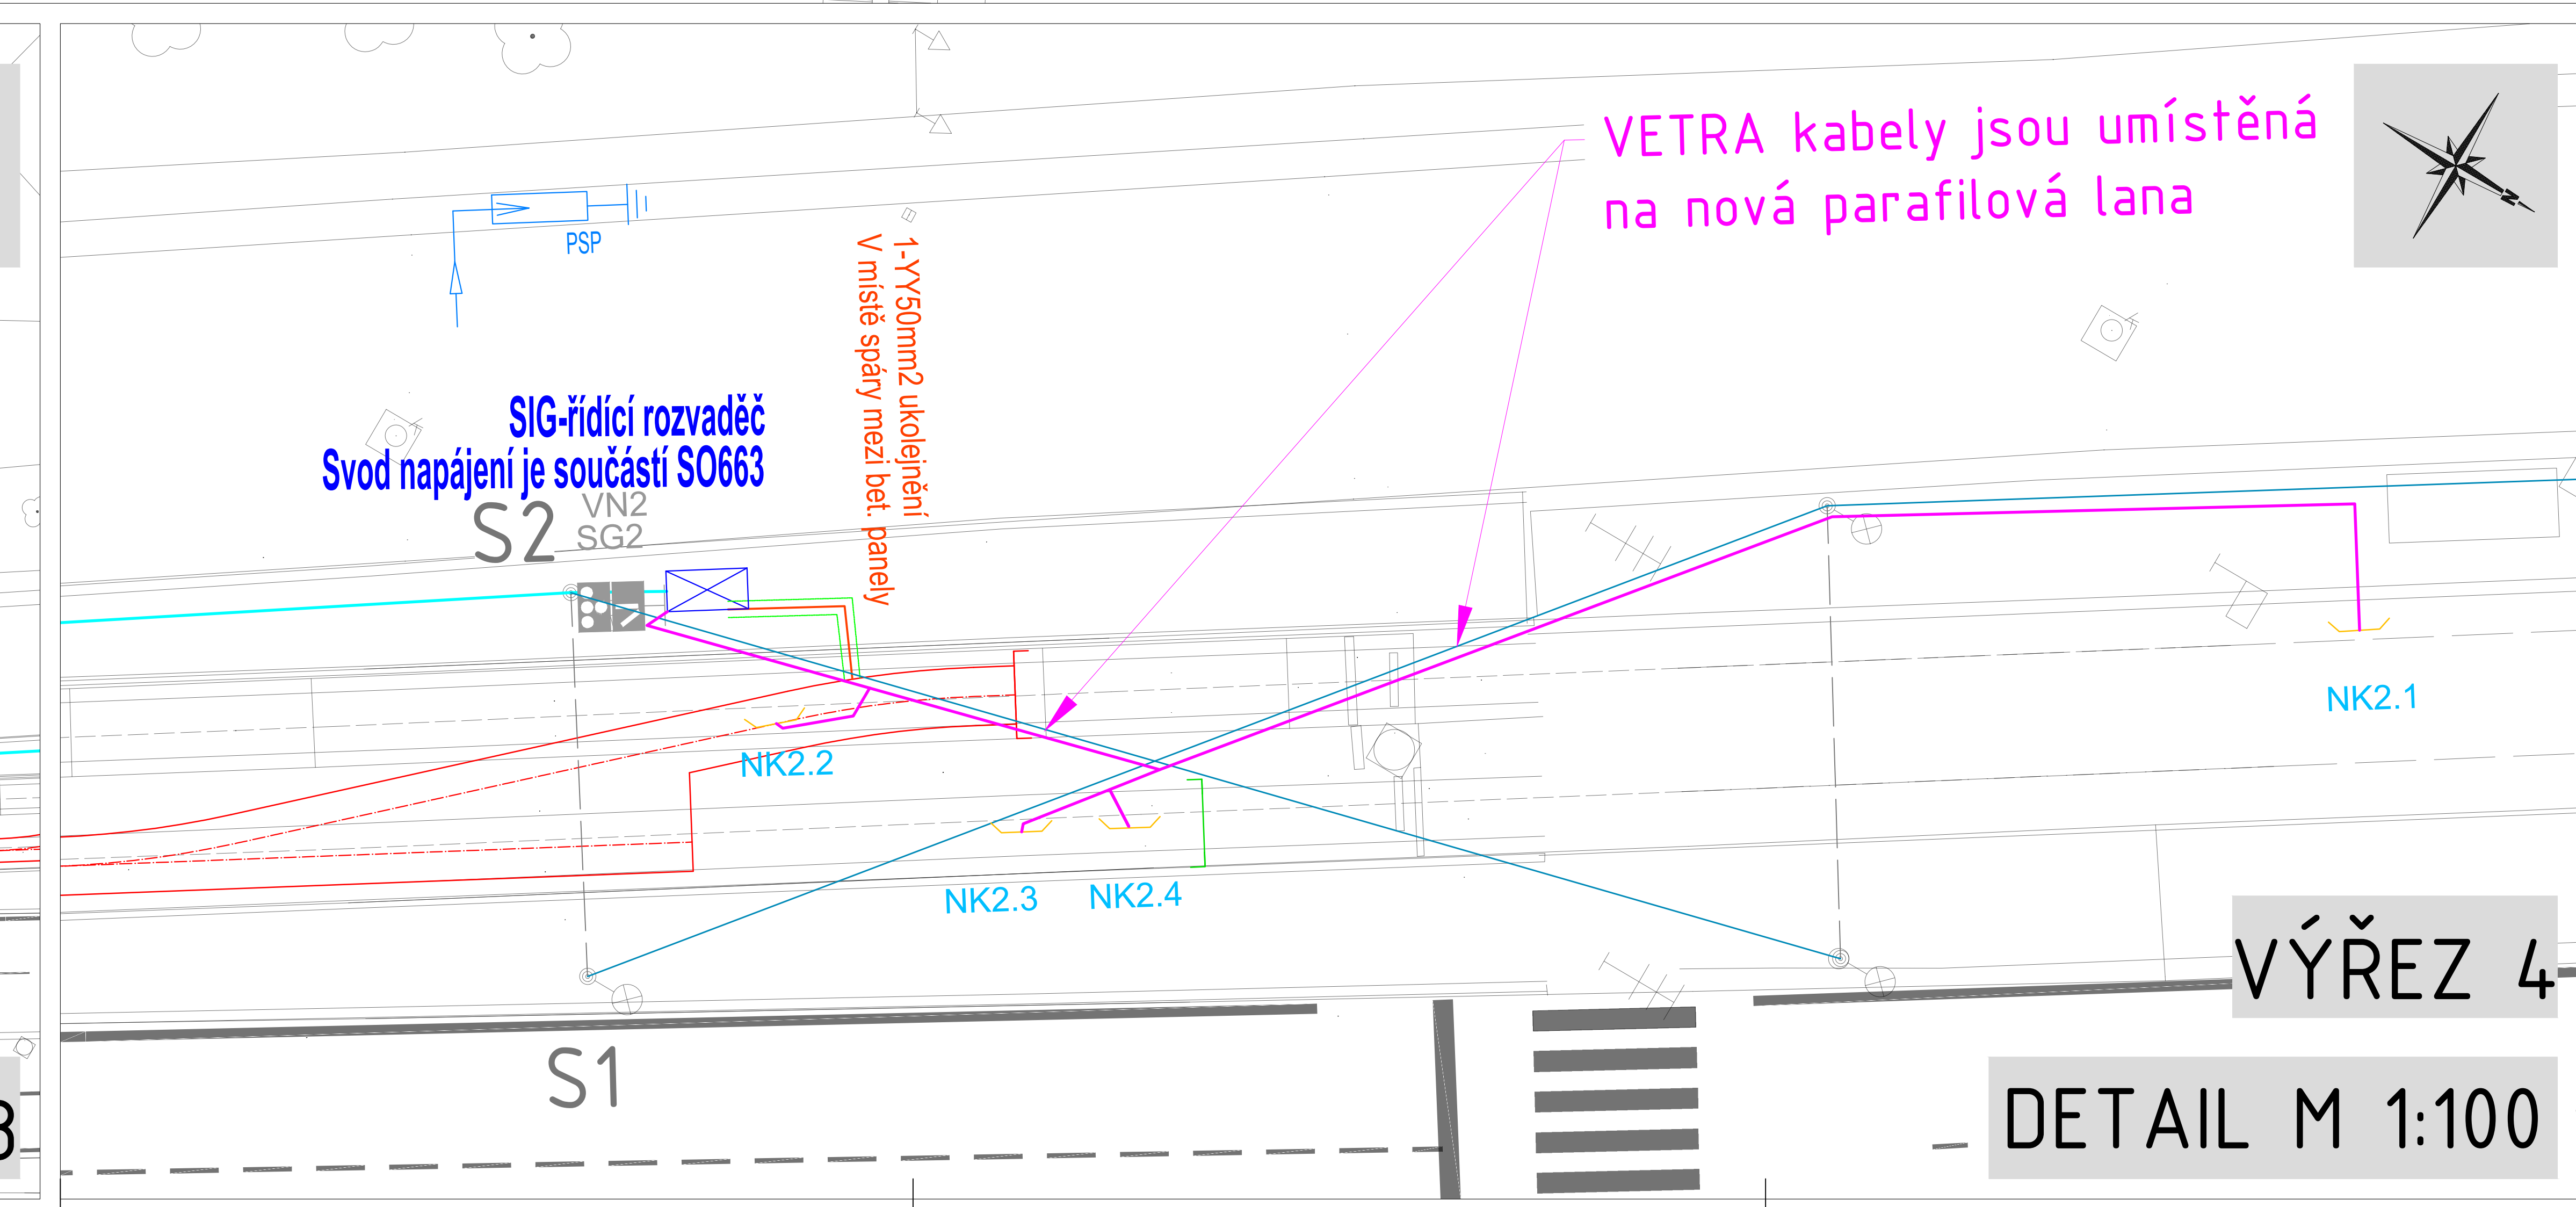 VETRA kabely jsou umístěná
na nová parafilová lana
N
PSP
1-YY50mm2 ukolejnění
V místě spáry mezi bet. panely
SIG-řídící rozvaděč
Svod napájení je součástí SO663
S2
VN2
SG2
NK2.1
NK2.2
NK2.3
NK2.4
VÝŘEZ 4
S1
DETAIL M 1:100
3